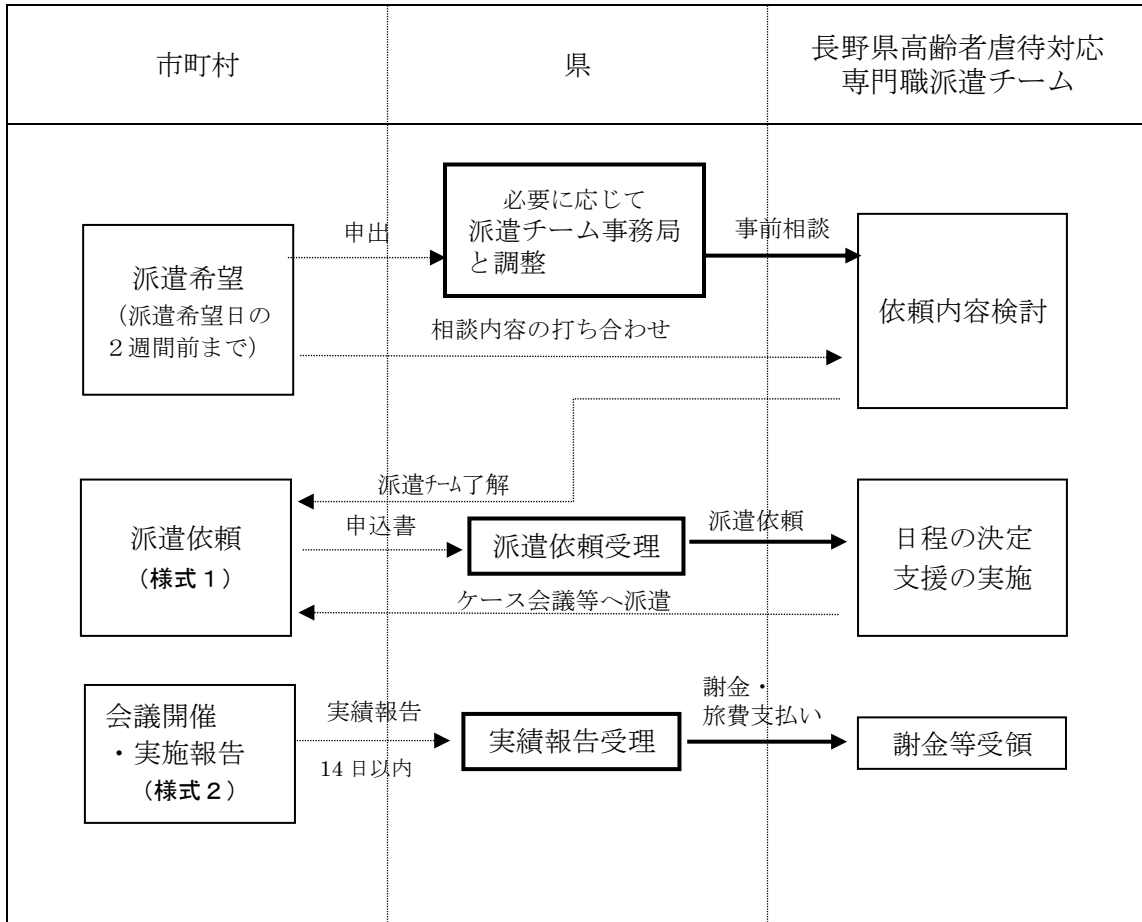 市町村
県
長野県高齢者虐待対応
専門職派遣チーム
派遣希望
（派遣希望日の
２週間前まで）
申出
必要に応じて
派遣チーム事務局
と調整
事前相談
依頼内容検討
相談内容の打ち合わせ
派遣ﾁｰﾑ了解
派遣依頼
（様式１）
申込書
派遣依頼受理
派遣依頼
日程の決定
支援の実施
ケース会議等へ派遣
会議開催
・実施報告
（様式２）
実績報告
14 日以内
実績報告受理
謝金・
旅費支払い
謝金等受領